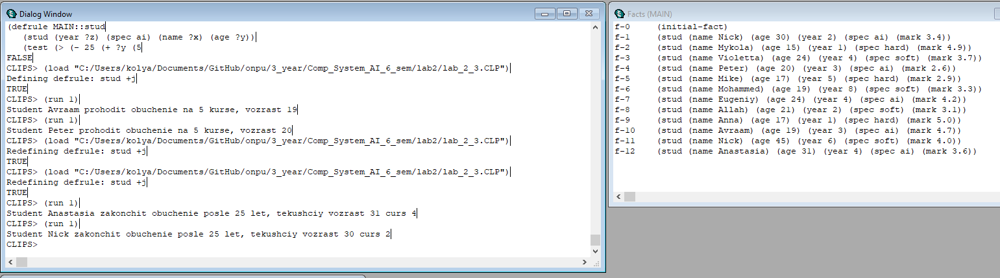 Dialog Window
(defrule MAIN::stud
(stud (year ?z) (spec ai) (name ?x) (age ?y))
(test (> (- 25 (+ ?y (5
FALSE
CLIPS> (load "C:/Users/kolya/Documents/GitHub/onpu/3_year/Comp_System_AI_6_sem/lab2/lab_2_3.CLP")
Defining defrule: stud +j
TRUE
CLIPS> (run 1)
Student Avraam prohodit obuchenie na 5 kurse, vozrast 19
CLIPS> (run 1)
Student Peter prohodit obuchenie na 5 kurse, vozrast 20
CLIPS> (load "C:/Users/kolya/Documents/GitHub/onpu/3_year/Comp_System_AI_6_sem/lab2/lab_2_3.CLP")
Redefining defrule: stud +j
TRUE
CLIPS> (load "C:/Users/kolya/Documents/GitHub/onpu/3_year/Comp_System_AI_6_sem/lab2/lab_2_3.CLP")
Redefining defrule: stud +j
TRUE
CLIPS> (run 1)
Student Anastasia zakonchit obuchenie posle 25 let, tekushciy vozrast 31 curs 4
CLIPS> (run 1)
Student Nick zakonchit obuchenie posle 25 let, tekushciy vozrast 30 curs 2
CLIPS>
Facts (MAIN)
f-0 (initial-fact)
f-1 (stud (name Nick) (age 30) (year 2) (spec ai) (mark 3.4))
f-2 (stud (name Mykola) (age 15) (year 1) (spec hard) (mark 4.9))
f-3 (stud (name Violetta) (age 24) (year 4) (spec soft) (mark 3.7))
f-4 (stud (name Peter) (age 20) (year 3) (spec ai) (mark 2.6))
f-5 (stud (name Mike) (age 17) (year 5) (spec hard) (mark 2.9))
f-6 (stud (name Mohammed) (age 19) (year 8) (spec soft) (mark 3.3))
f-7 (stud (name Eugeniy) (age 24) (year 4) (spec ai) (mark 4.2))
f-8 (stud (name Allah) (age 21) (year 2) (spec soft) (mark 3.1))
f-9 (stud (name Anna) (age 17) (year 1) (spec hard) (mark 5.0))
f-10 (stud (name Avraam) (age 19) (year 3) (spec ai) (mark 4.7))
f-11 (stud (name Nick) (age 45) (year 6) (spec soft) (mark 4.0))
f-12 (stud (name Anastasia) (age 31) (year 4) (spec ai) (mark 3.6))